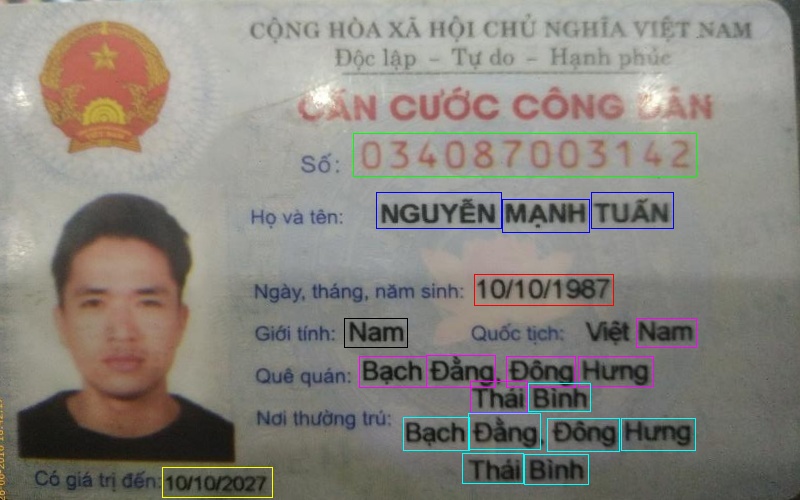 CỘNG HÒA XÃ HỘI CHỦ NGHĨA VIỆT NAM
Độc lập - Tự do - Hạnh phúc
CĂN CƯỚC CÔNG DÂN
Số: 034087003142
Họ và tên: NGUYỄN MẠNH TUẤN
Ngày, tháng, năm sinh: 10/10/1987
Giới tính: Nam Quốc tịch: Việt Nam
Quê quán: Bạch Đằng, Đông Hưng
Thái Bình
Nơi thường trú: Bạch Đằng, Đông Hưng
Thái Bình
Có giá trị đến: 10/10/2027